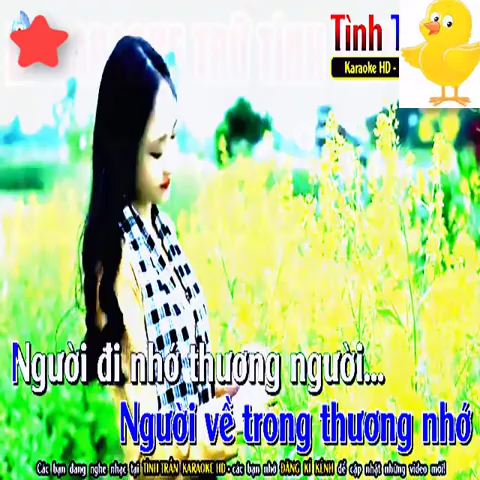 Tình T
Karaoke HD -
Người đi nhớ thương người...
Người về trong thương nhớ
Các bạn đang nghe nhạc tại TÌNH TRẦN KARAOKE HD - các bạn nhớ ĐĂNG KÍ KÊNH để cập nhật những video mới!